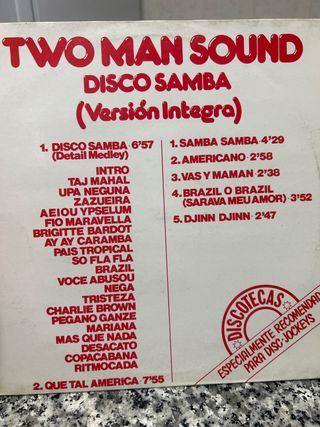 TWO MAN SOUND
DISCO SAMBA
(Versión Integra)
1. DISCO SAMBA-6'57
(Detail Medley)
INTRO
TAJ MAHAL
UPA NEGUNA
ZAZUEIRA
AEIOU YPSELUM
FIO MARAVELLA
BRIGITTE BARDOT
AY AY CARAMBA
PAIS TROPICAL
SO FLA FLA
BRAZIL
VOCE ABUSOU
NEGA
TRISTEZA
CHARLIE BROWN
PEGANO GANZE
MARIANA
MAS QUE NADA
DESACATO
COPACABANA
RITMOCADA
2. QUE TAL AMERICA-7'55
1. SAMBA SAMBA-4'29
2. AMERICANO-2'58
3. VAS Y MAMAN-2'38
4. BRAZIL O BRAZIL
(SARAVA MEU AMOR)-3'52
5. DJINN DJINN-2'47
DISCOTECAS
ESPECIALMENTE
PARA DISC-JOCKEYS